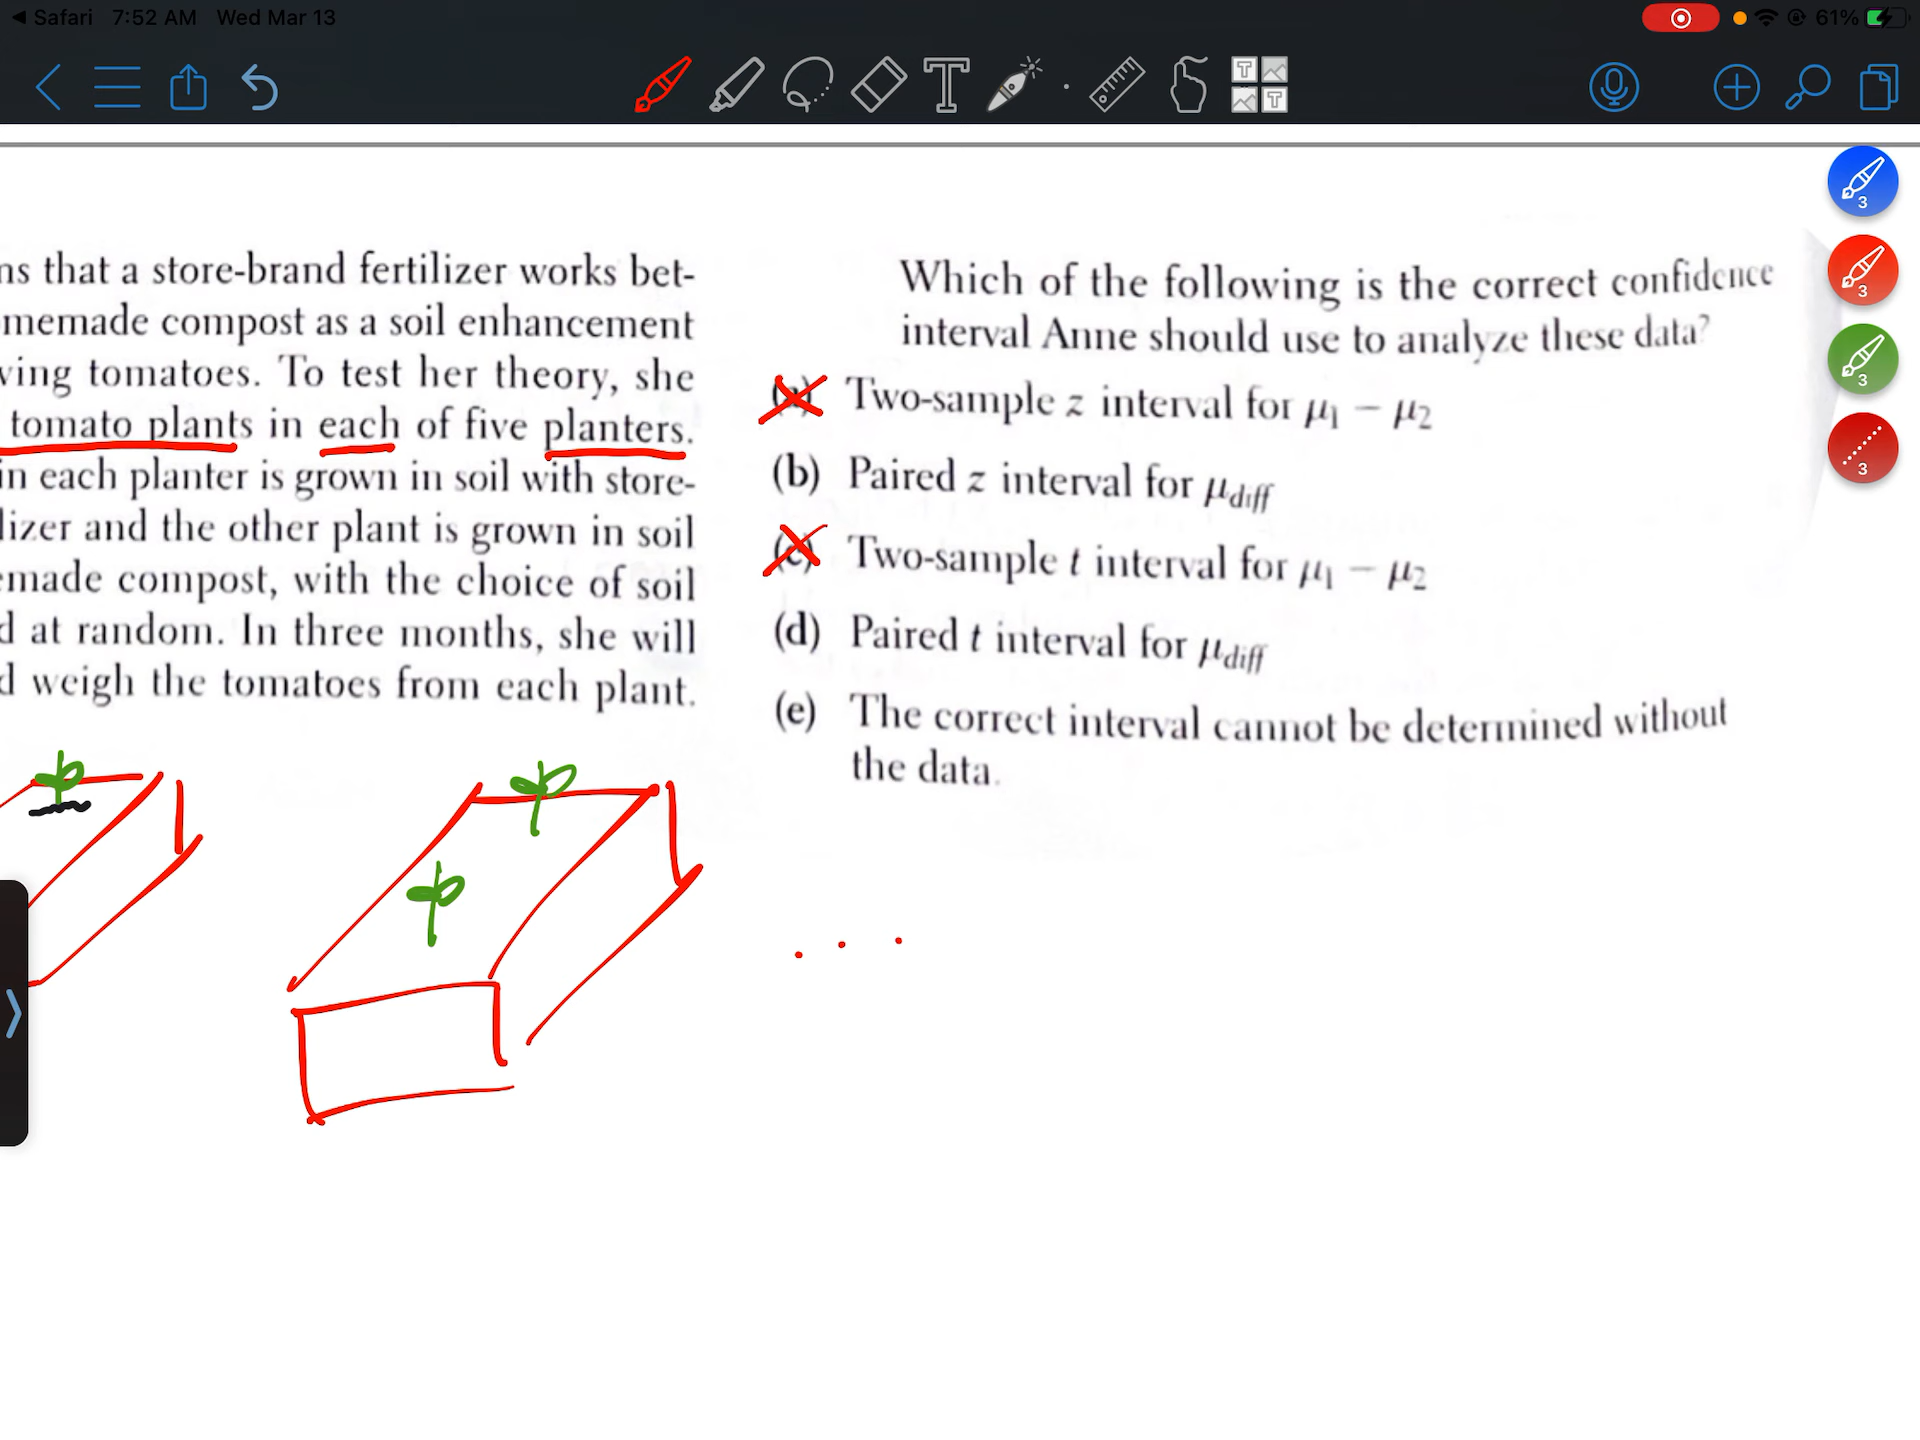 Safari 7:52 AM Wed Mar 13
61%
T
T
T
3
3
3
3
that a store-brand fertilizer works bet-
compost as a soil enhancement
tomatoes. To test her theory, she
tomato plants in each of five planters.
in each planter is grown in soil with store-
and the other plant is grown in soil
compost, with the choice of soil
at random. In three months, she will
weigh the tomatoes from each plant.
Which of the following is the correct confidence
interval Anne should use to analyze these data?
(a) Two-sample z interval for μ1 − μ2
(b) Paired z interval for μdiff
(c) Two-sample t interval for μ1 − μ2
(d) Paired t interval for μdiff
(e) The correct interval cannot be determined without
the data.